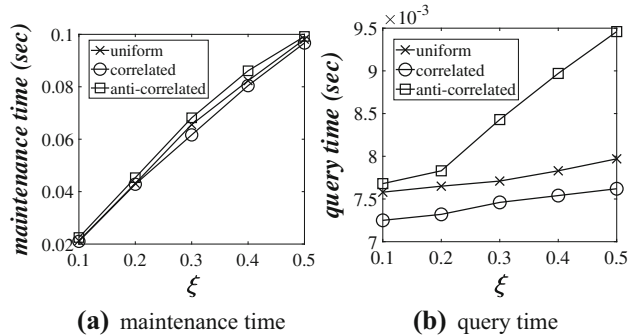 0.1
0.08
0.06
0.04
0.02
maintenance time (sec)
uniform
correlated
anti-correlated
0.1 0.2 0.3 0.4 0.5
ξ
(a) maintenance time
×10⁻³
9.5
9
8.5
8
7.5
7
query time (sec)
uniform
correlated
anti-correlated
0.1 0.2 0.3 0.4 0.5
ξ
(b) query time